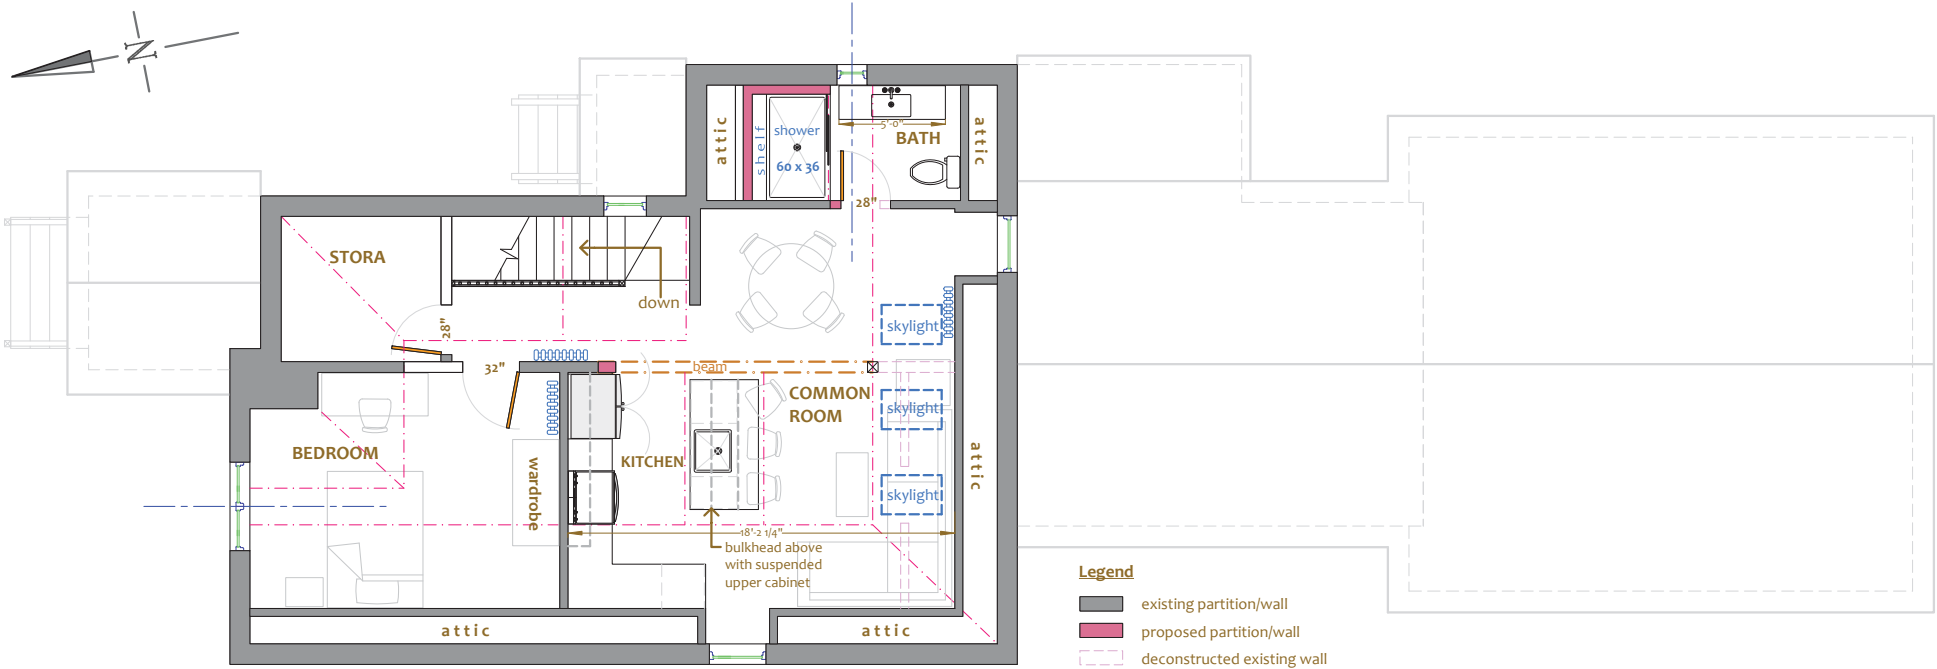 N
attic
shelf
shower
60 x 36
5'-0"
BATH
attic
28"
STORA
down
28"
skylight
32"
beam
COMMON
ROOM
skylight
BEDROOM
wardrobe
KITCHEN
attic
skylight
18'-2 1/4"
bulkhead above
with suspended
upper cabinet
attic
attic
Legend
existing partition/wall
proposed partition/wall
deconstructed existing wall